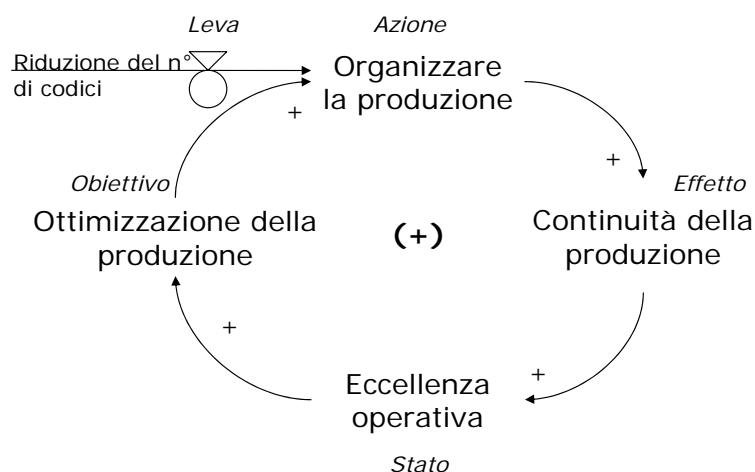 Leva
Azione
Riduzione del n°
di codici
Organizzare
la produzione
+
+
Obiettivo
Effetto
Ottimizzazione della
produzione
(+)
Continuità della
produzione
+
+
Eccellenza
operativa
Stato